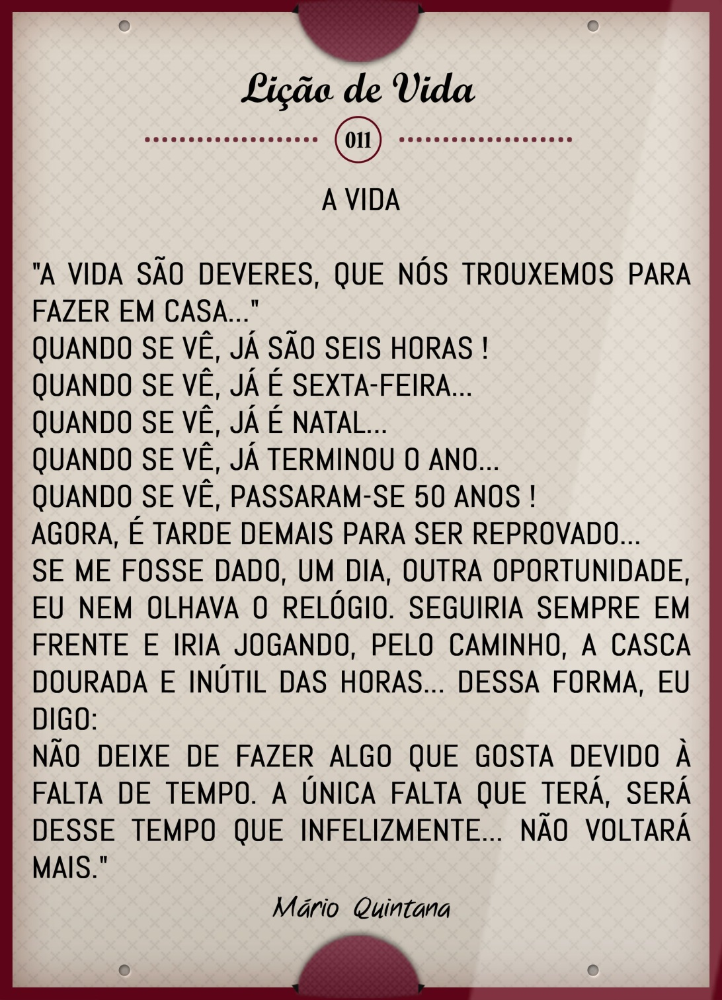 Lição de Vida
011
A VIDA
"A VIDA SÃO DEVERES, QUE NÓS TROUXEMOS PARA
FAZER EM CASA..."
QUANDO SE VÊ, JÁ SÃO SEIS HORAS !
QUANDO SE VÊ, JÁ É SEXTA-FEIRA...
QUANDO SE VÊ, JÁ É NATAL...
QUANDO SE VÊ, JÁ TERMINOU O ANO...
QUANDO SE VÊ, PASSARAM-SE 50 ANOS !
AGORA, É TARDE DEMAIS PARA SER REPROVADO...
SE ME FOSSE DADO, UM DIA, OUTRA OPORTUNIDADE,
EU NEM OLHAVA O RELÓGIO. SEGUIRIA SEMPRE EM
FRENTE E IRIA JOGANDO, PELO CAMINHO, A CASCA
DOURADA E INÚTIL DAS HORAS... DESSA FORMA, EU
DIGO:
NÃO DEIXE DE FAZER ALGO QUE GOSTA DEVIDO À
FALTA DE TEMPO. A ÚNICA FALTA QUE TERÁ, SERÁ
DESSE TEMPO QUE INFELIZMENTE... NÃO VOLTARÁ
MAIS."
Mário Quintana